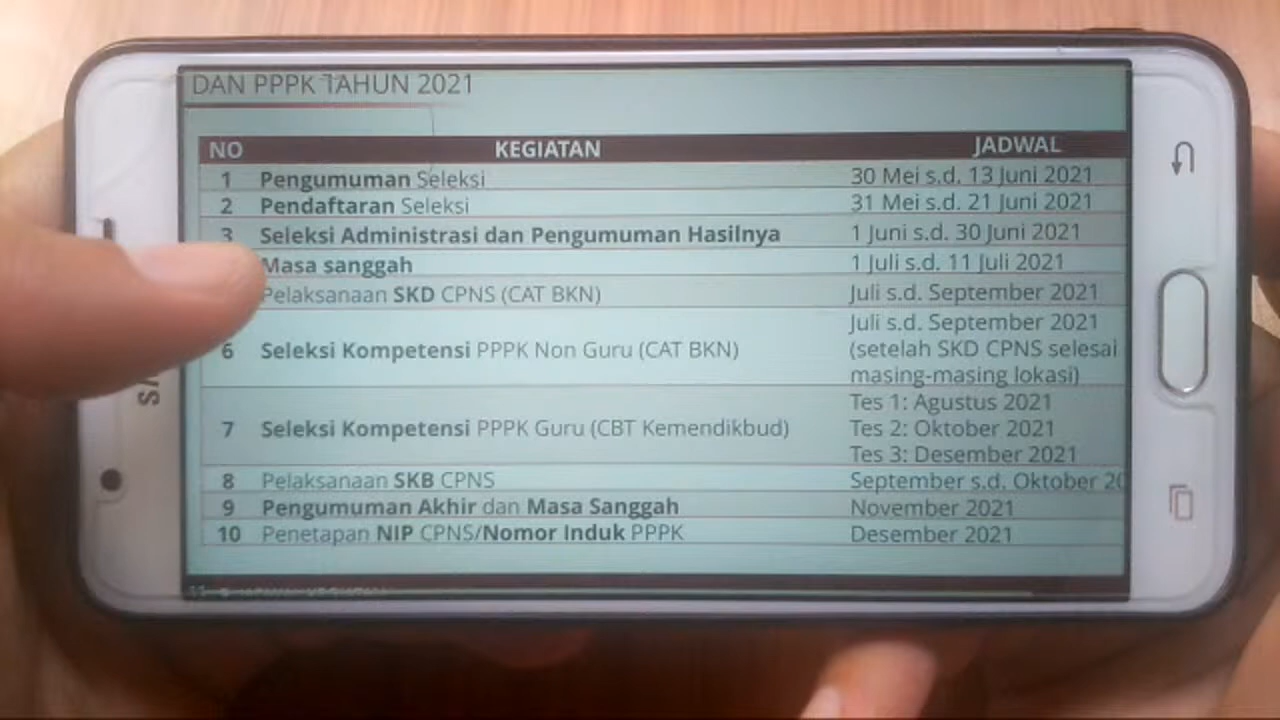 DAN PPPK TAHUN 2021
NO KEGIATAN JADWAL
1 Pengumuman Seleksi 30 Mei s.d. 13 Juni 2021
2 Pendaftaran Seleksi 31 Mei s.d. 21 Juni 2021
3 Seleksi Administrasi dan Pengumuman Hasilnya 1 Juni s.d. 30 Juni 2021
Masa sanggah 1 Juli s.d. 11 Juli 2021
Pelaksanaan SKD CPNS (CAT BKN) Juli s.d. September 2021
6 Seleksi Kompetensi PPPK Non Guru (CAT BKN) Juli s.d. September 2021
(setelah SKD CPNS selesai
masing-masing lokasi)
7 Seleksi Kompetensi PPPK Guru (CBT Kemendikbud) Tes 1: Agustus 2021
Tes 2: Oktober 2021
Tes 3: Desember 2021
8 Pelaksanaan SKB CPNS September s.d. Oktober 20
9 Pengumuman Akhir dan Masa Sanggah November 2021
10 Penetapan NIP CPNS/Nomor Induk PPPK Desember 2021